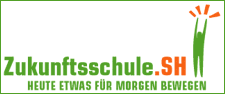 Zukunftsschule.SH
HEUTE ETWAS FÜR MORGEN BEWEGEN